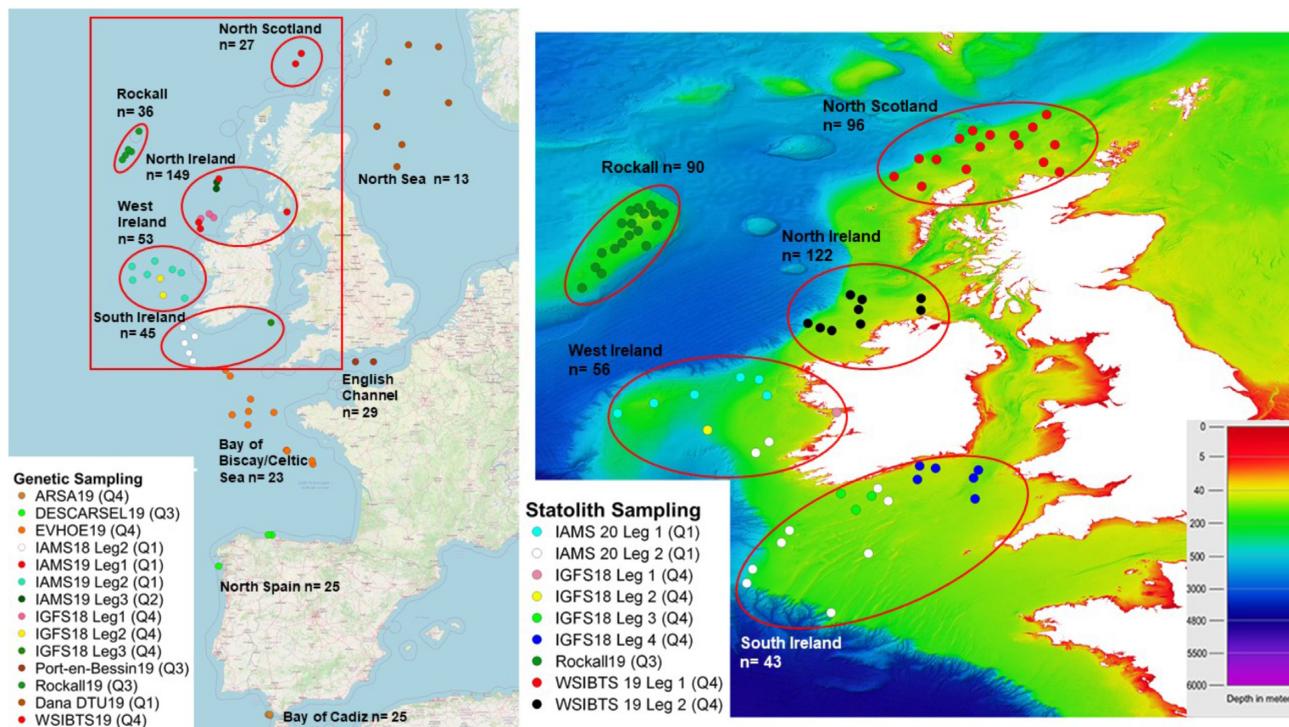 North Scotland
n= 27
Rockall
n= 36
North Ireland
n= 149
West
Ireland
n= 53
South Ireland
n= 45
North Sea n= 13
English
Channel
n= 29
Bay of
Biscay/Celtic
Sea n= 23
North Spain n= 25
Bay of Cadiz n= 25
Genetic Sampling
ARSA19 (Q4)
DESCARSEL19 (Q3)
EVHOE19 (Q4)
IAMS18 Leg2 (Q1)
IAMS19 Leg1 (Q1)
IAMS19 Leg2 (Q1)
IAMS19 Leg3 (Q2)
IGFS18 Leg1 (Q4)
IGFS18 Leg2 (Q4)
IGFS18 Leg3 (Q4)
Port-en-Bessin19 (Q3)
Rockall19 (Q3)
Dana DTU19 (Q1)
WSIBTS19 (Q4)
North Scotland
n= 96
Rockall n= 90
North Ireland
n= 122
West Ireland
n= 56
South Ireland
n= 43
Statolith Sampling
IAMS 20 Leg 1 (Q1)
IAMS 20 Leg 2 (Q1)
IGFS18 Leg 1 (Q4)
IGFS18 Leg 2 (Q4)
IGFS18 Leg 3 (Q4)
IGFS18 Leg 4 (Q4)
Rockall19 (Q3)
WSIBTS 19 Leg 1 (Q4)
WSIBTS 19 Leg 2 (Q4)
0
5
40
200
1100
3000
4800
5700
6000
Depth in meter